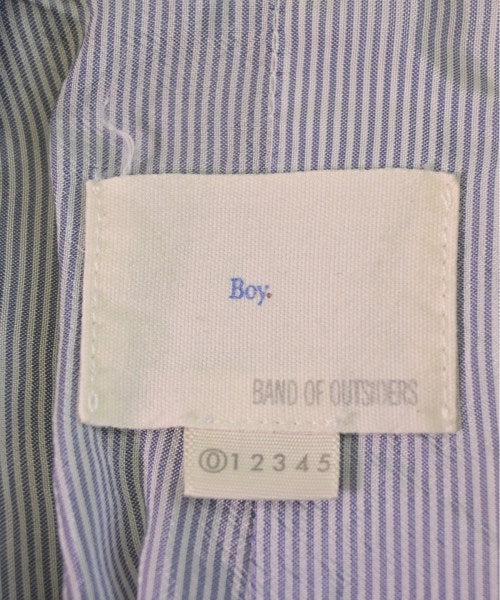 Boy.
BAND OF OUTSIDERS
0 1 2 3 4 5